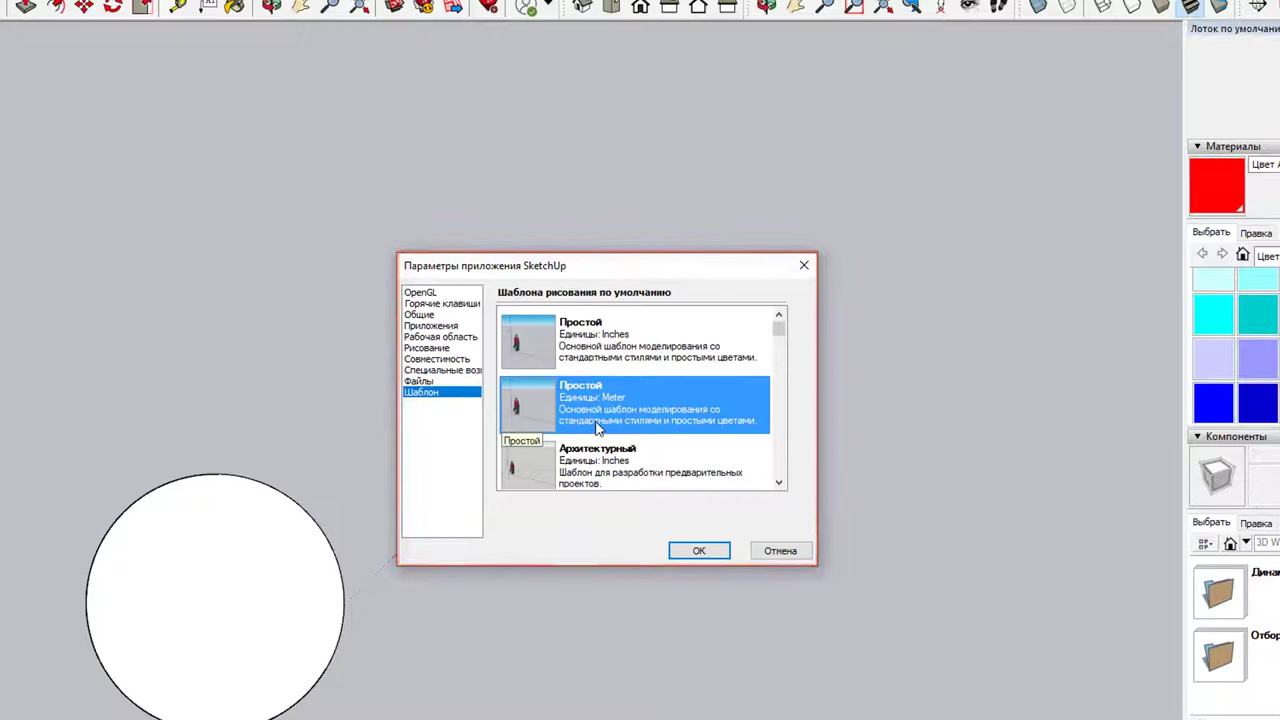 Лоток по умолчани
Материалы
Цвет
Выбрать
Правка
Цвет
Параметры приложения SketchUp
OpenGL
Горячие клавиши
Общие
Приложения
Рабочая область
Рисование
Совместимость
Специальные воз
Файлы
Шаблон
Шаблона рисования по умолчанию
Простой
Единицы: Inches
Основной шаблон моделирования со
стандартными стилями и простыми цветами.
Простой
Единицы: Meter
Основной шаблон моделирования со
стандартными стилями и простыми цветами.
Простой
Архитектурный
Единицы: Inches
Шаблон для разработки предварительных
проектов.
OK
Отмена
Компоненты
Выбрать
Правка
3D W
Динам
Отбор